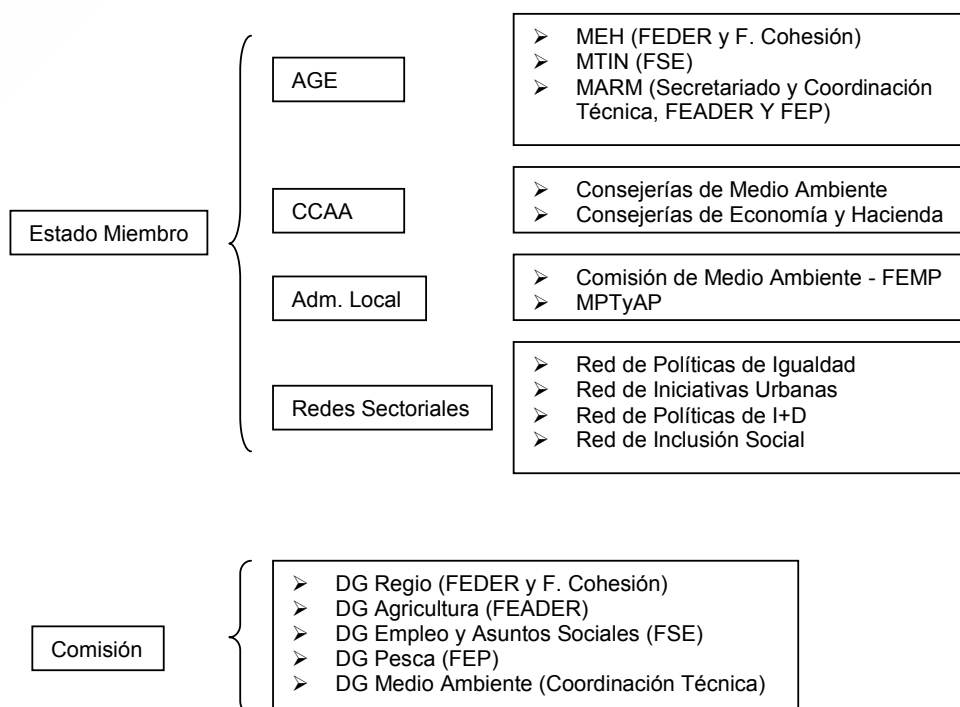 Estado Miembro
AGE
➢ MEH (FEDER y F. Cohesión)
➢ MTIN (FSE)
➢ MARM (Secretariado y Coordinación
Técnica, FEADER Y FEP)
CCAA
➢ Consejerías de Medio Ambiente
➢ Consejerías de Economía y Hacienda
Adm. Local
➢ Comisión de Medio Ambiente - FEMP
➢ MPTyAP
Redes Sectoriales
➢ Red de Políticas de Igualdad
➢ Red de Iniciativas Urbanas
➢ Red de Políticas de I+D
➢ Red de Inclusión Social
Comisión
➢ DG Regio (FEDER y F. Cohesión)
➢ DG Agricultura (FEADER)
➢ DG Empleo y Asuntos Sociales (FSE)
➢ DG Pesca (FEP)
➢ DG Medio Ambiente (Coordinación Técnica)